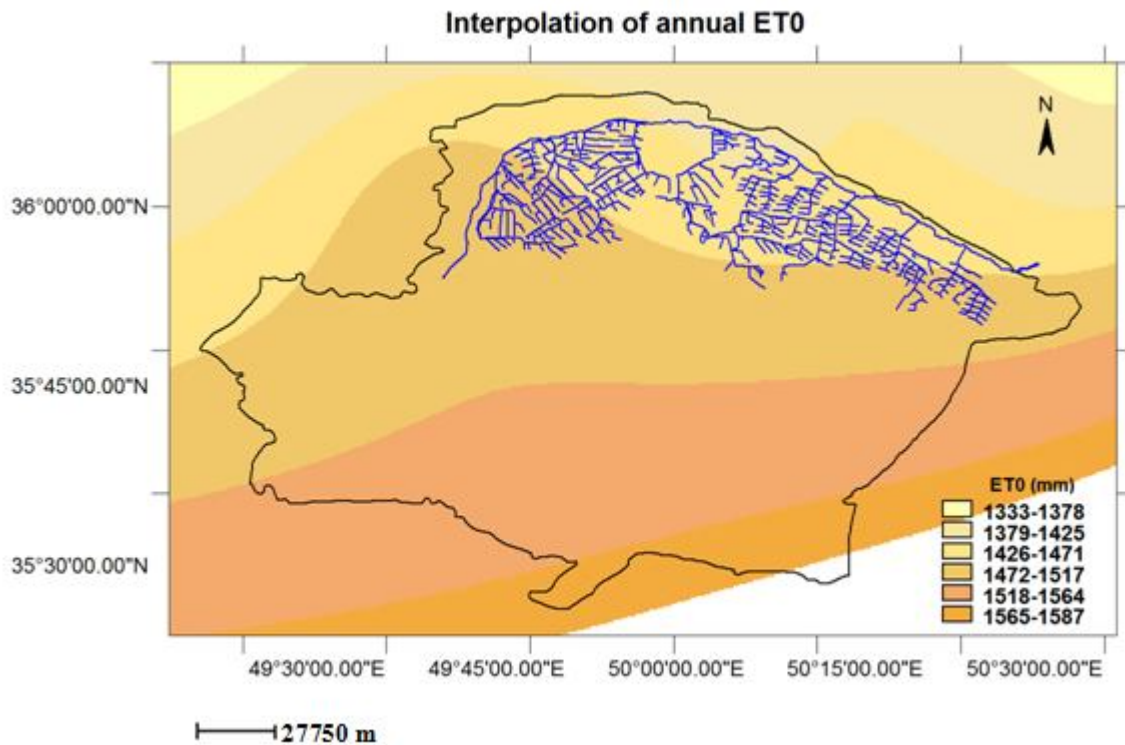 Interpolation of annual ET0
N
36°00'00.00"N
35°45'00.00"N
35°30'00.00"N
ET0 (mm)
1333-1378
1379-1425
1426-1471
1472-1517
1518-1564
1565-1587
49°30'00.00"E 49°45'00.00"E 50°00'00.00"E 50°15'00.00"E 50°30'00.00"E
27750 m